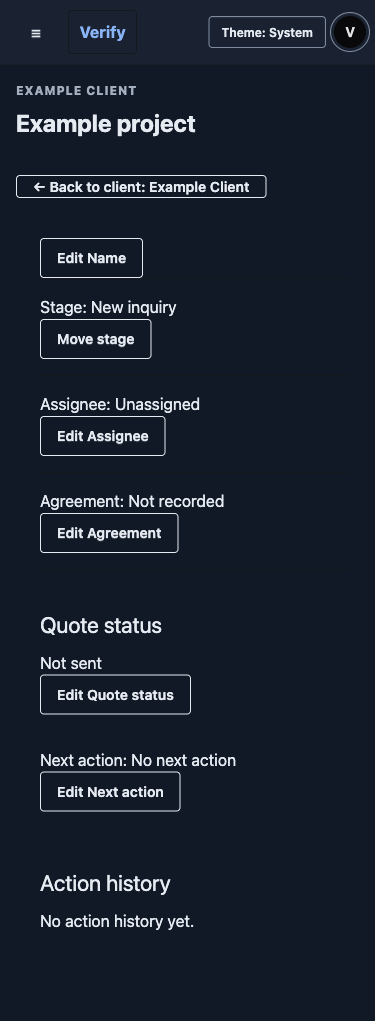 ≡
Verify
Theme: System
V
EXAMPLE CLIENT
Example project
← Back to client: Example Client
Edit Name
Stage: New inquiry
Move stage
Assignee: Unassigned
Edit Assignee
Agreement: Not recorded
Edit Agreement
Quote status
Not sent
Edit Quote status
Next action: No next action
Edit Next action
Action history
No action history yet.